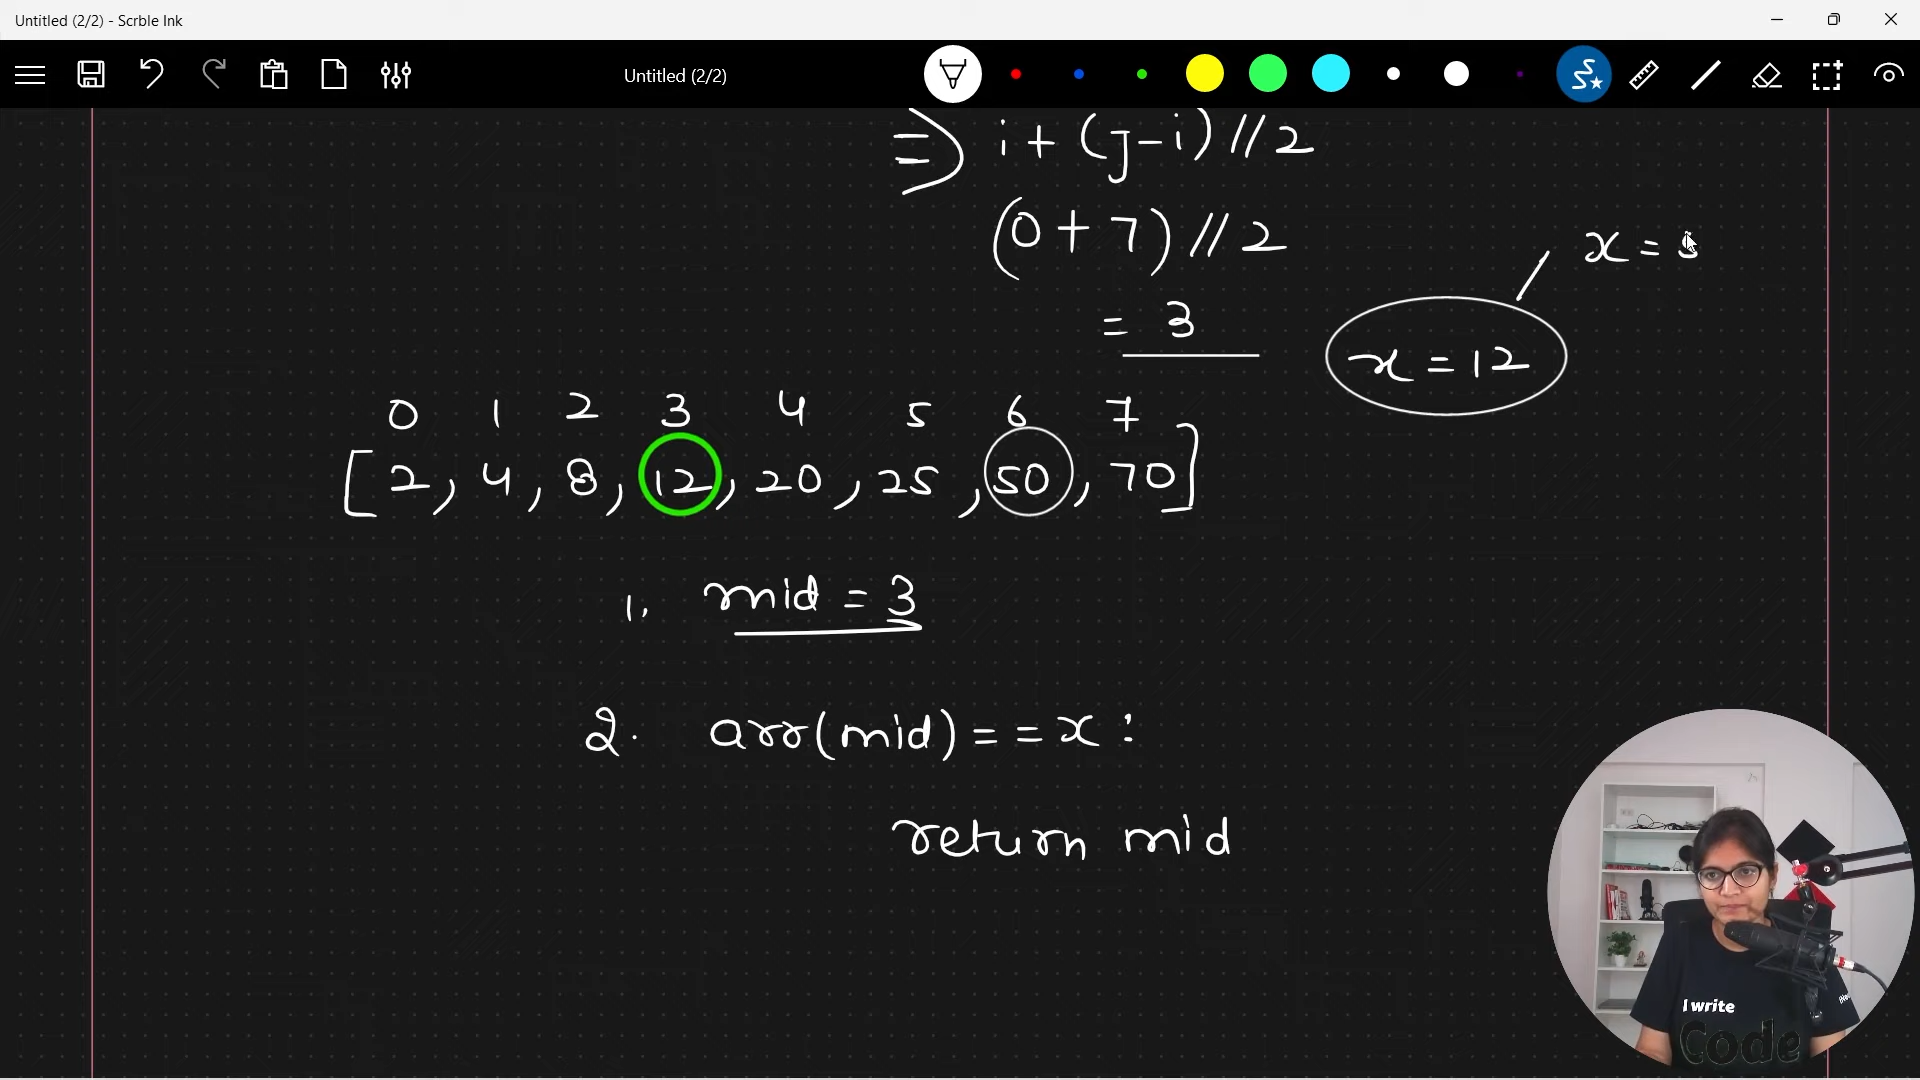 Untitled (2/2) - Scrble Ink
Untitled (2/2)
=> i + (j-i) // 2
(0 + 7) // 2
x =
= 3
x = 12
0 1 2 3 4 5 6 7
[2, 4, 8, 12, 20, 25, 50, 70]
1. mid = 3
2. arr(mid) = = x :
return mid
I write
Code